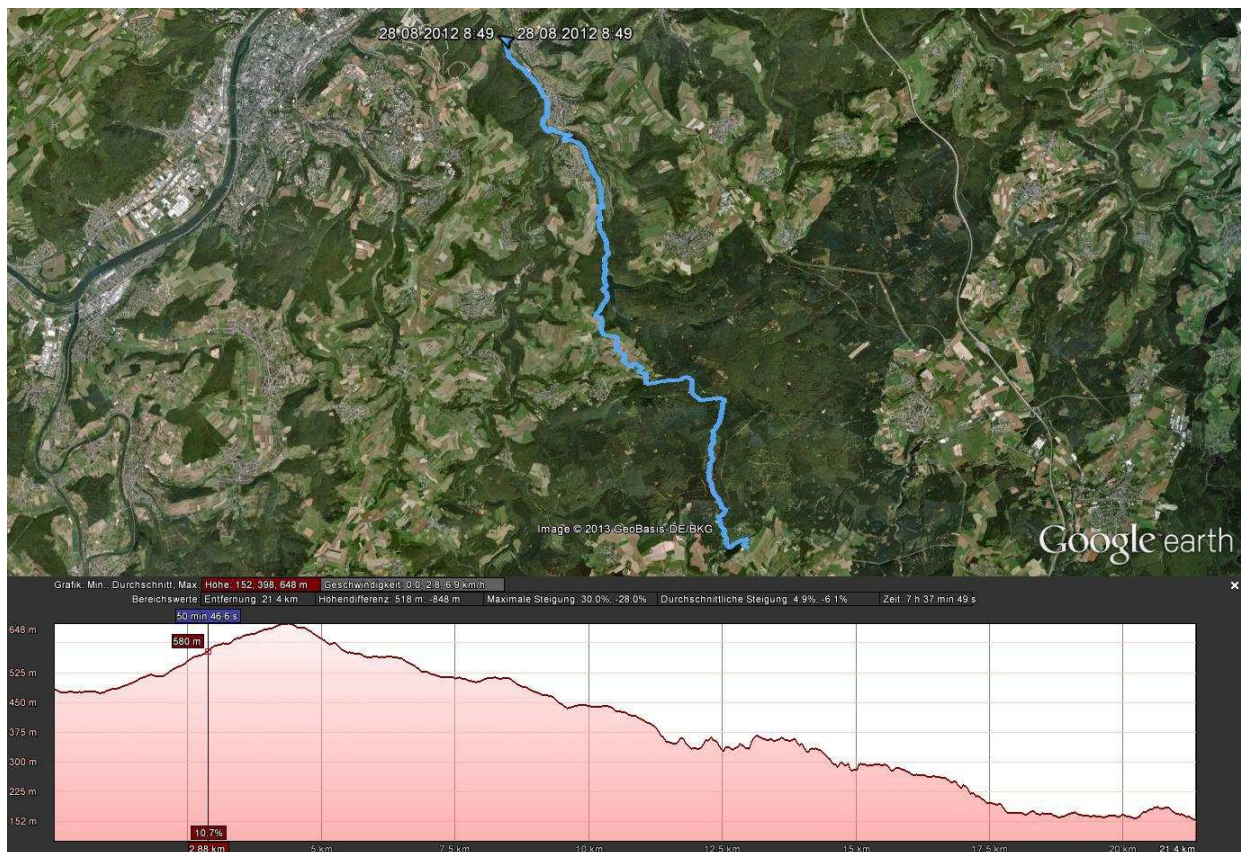 28.08.2012 8:49 28.08.2012 8:49
Image © 2013 GeoBasis-DE/BKG
Google earth
Grafik: Min., Durchschnitt, Max. Höhe: 152, 398, 648 m Geschwindigkeit: 0.0, 2.8, 6.9 km/h
Bereichswerte: Entfernung: 21.4 km Höhendifferenz: 518 m, -848 m Maximale Steigung: 30.0%, -28.0% Durchschnittliche Steigung: 4.9%, -6.1% Zeit: 7 h 37 min 49 s
50 min 46.6 s
648 m
580 m
525 m
450 m
375 m
300 m
225 m
152 m
10.7%
2.88 km 5 km 7.5 km 10 km 12.5 km 15 km 17.5 km 20 km 21.4 km